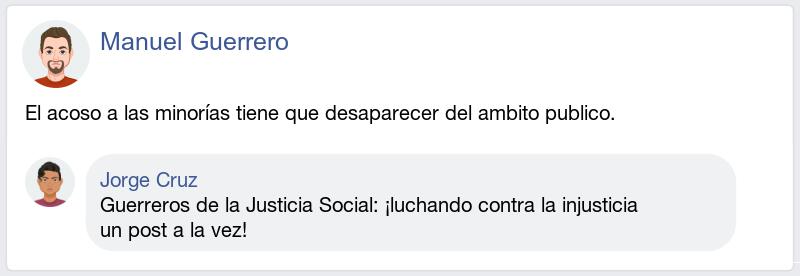 Manuel Guerrero
El acoso a las minorías tiene que desaparecer del ambito publico.
Jorge Cruz
Guerreros de la Justicia Social: ¡luchando contra la injusticia
un post a la vez!